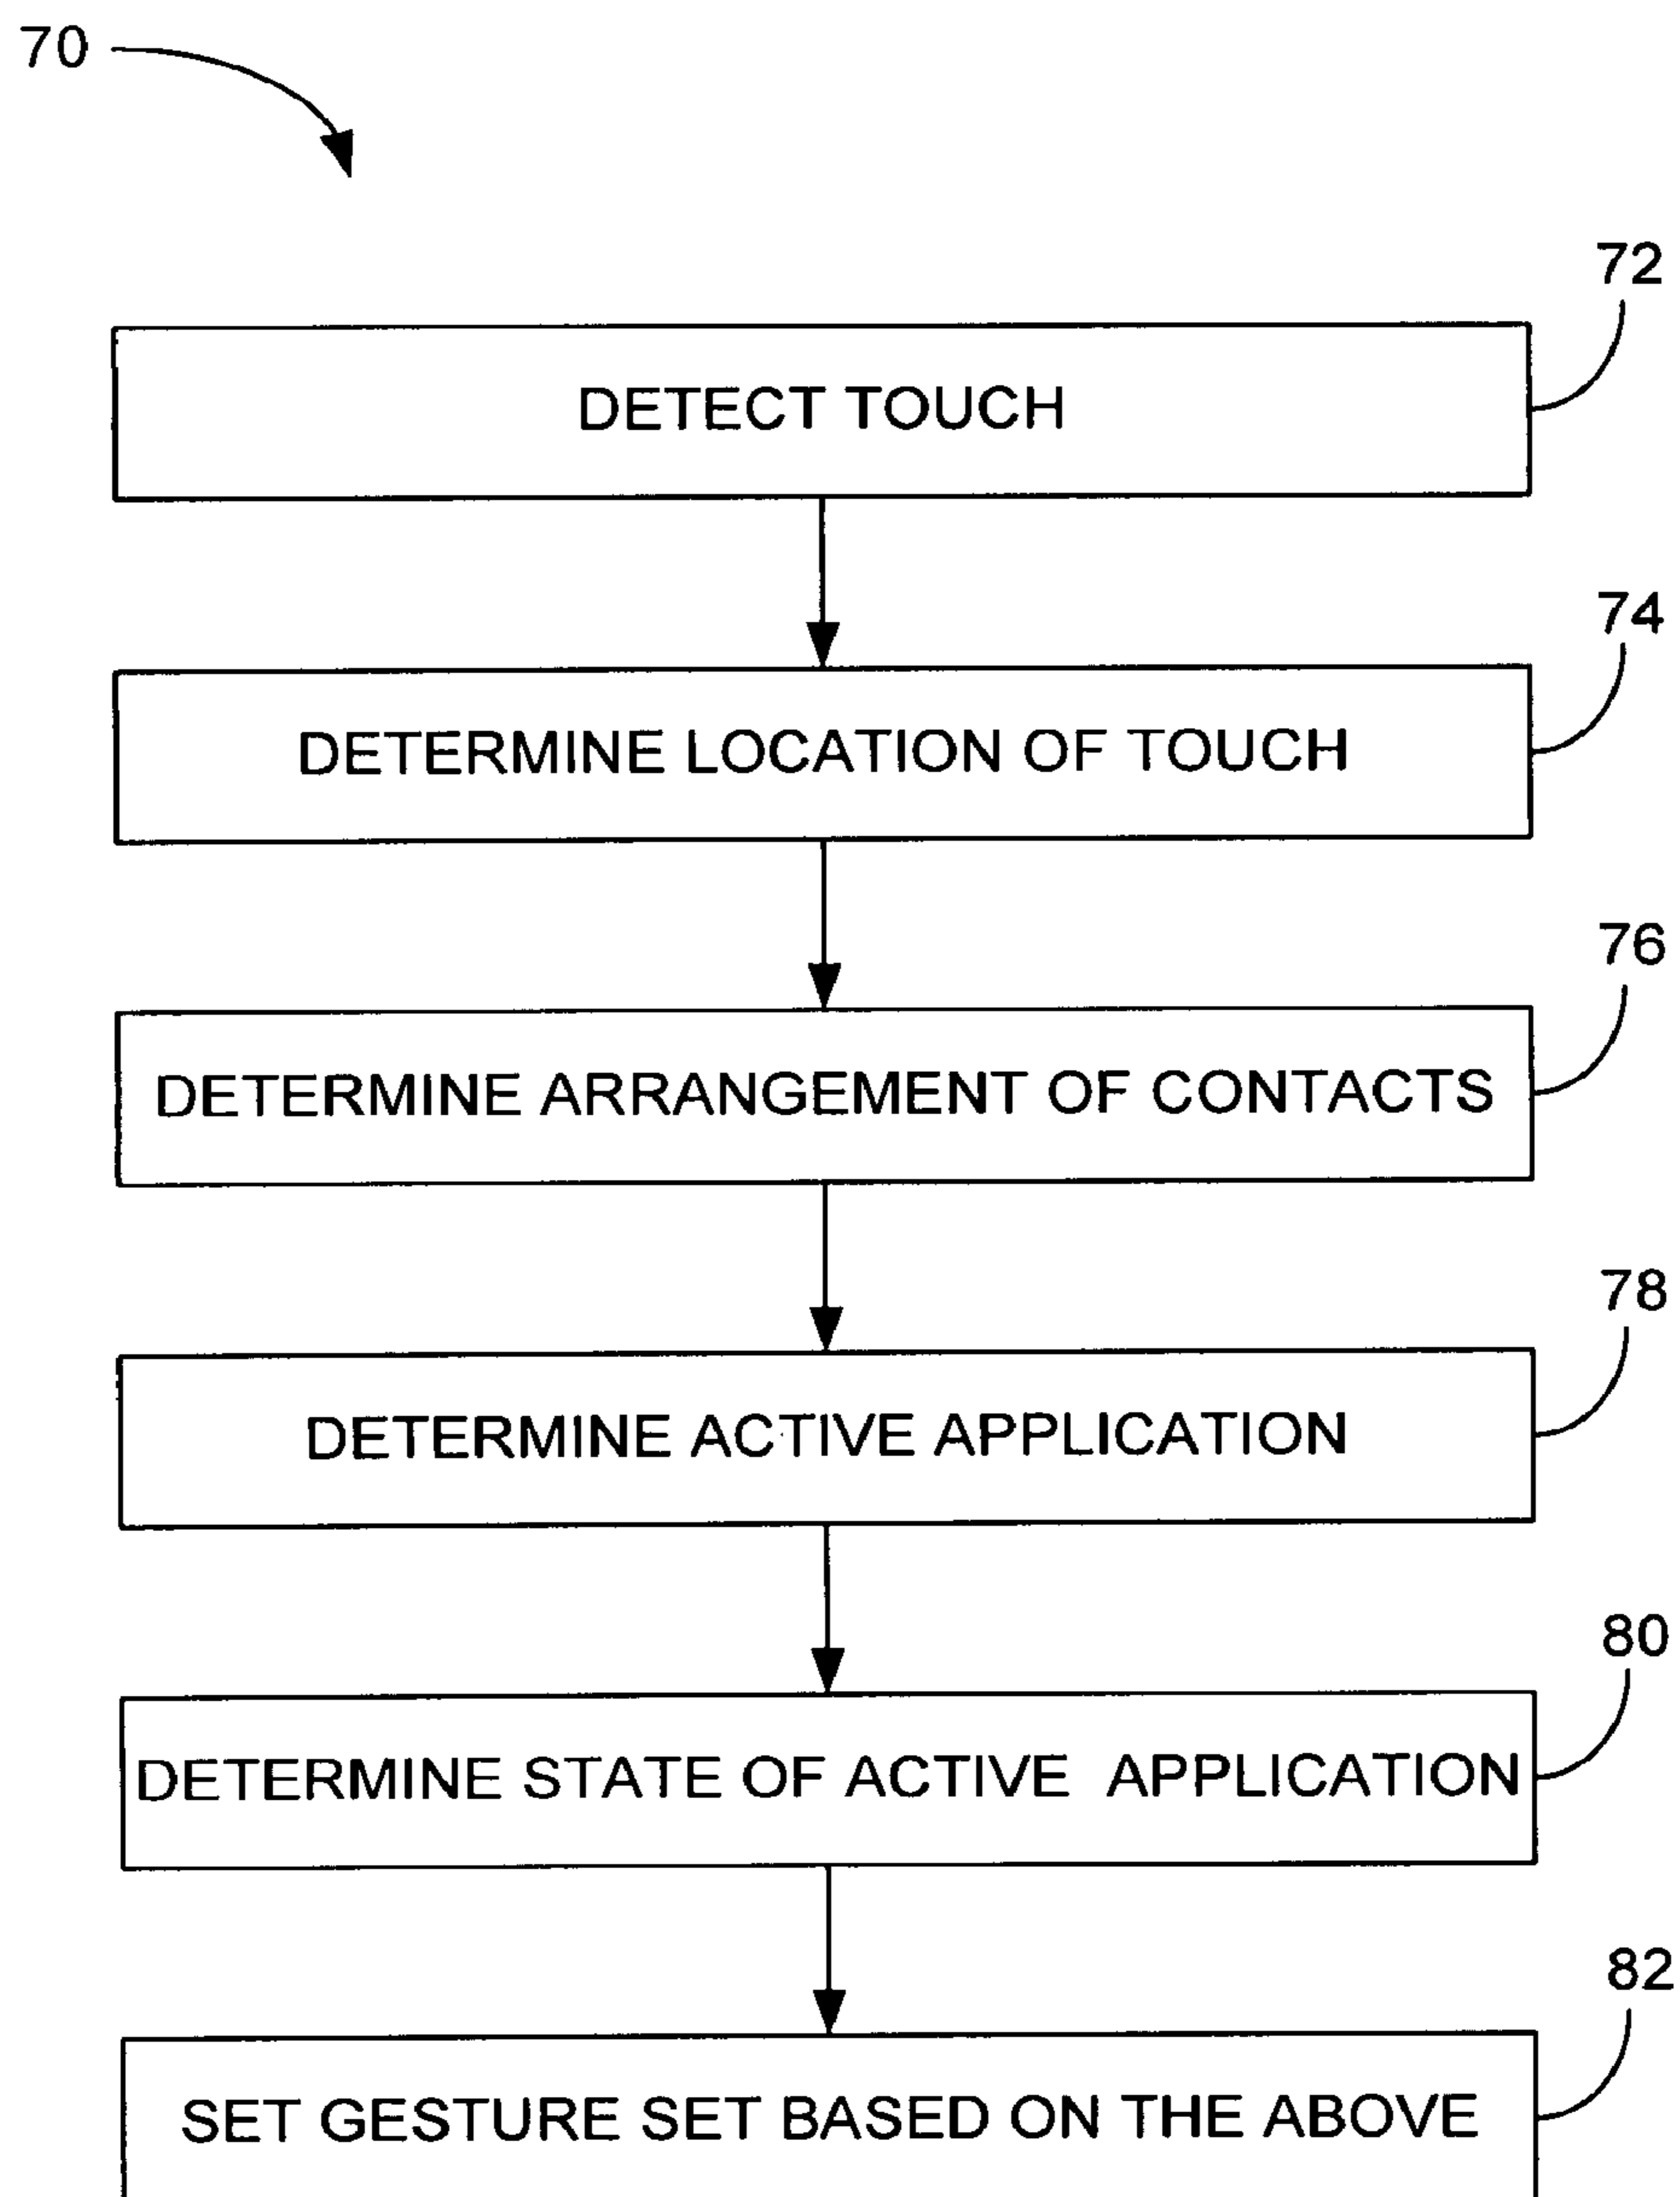 70
72
DETECT TOUCH
74
DETERMINE LOCATION OF TOUCH
76
DETERMINE ARRANGEMENT OF CONTACTS
78
DETERMINE ACTIVE APPLICATION
80
DETERMINE STATE OF ACTIVE APPLICATION
82
SET GESTURE SET BASED ON THE ABOVE